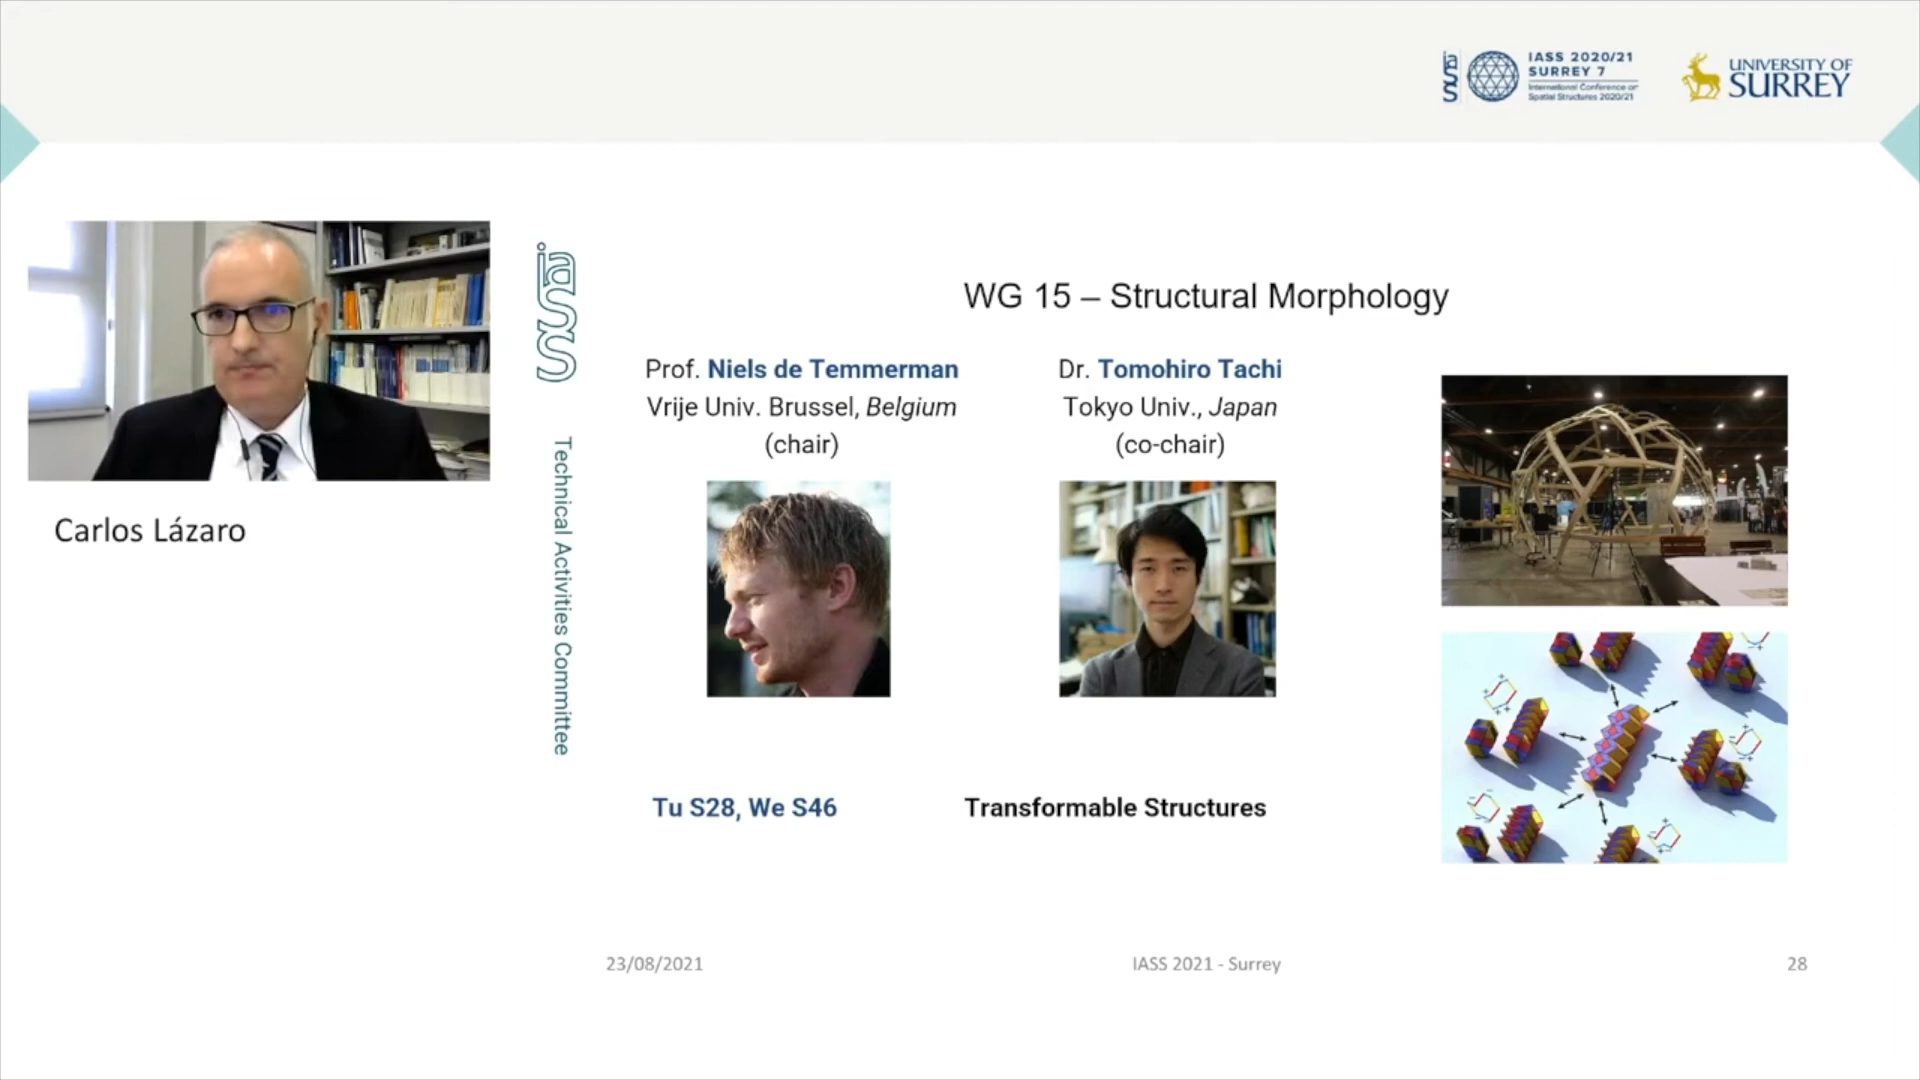 iass
IASS 2020/21
SURREY 7
International Conference on
Spatial Structures 2020/21
UNIVERSITY OF
SURREY
Carlos Lázaro
iass
Technical Activities Committee
WG 15 – Structural Morphology
Prof. Niels de Temmerman
Vrije Univ. Brussel, Belgium
(chair)
Dr. Tomohiro Tachi
Tokyo Univ., Japan
(co-chair)
Tu S28, We S46
Transformable Structures
23/08/2021
IASS 2021 - Surrey
28